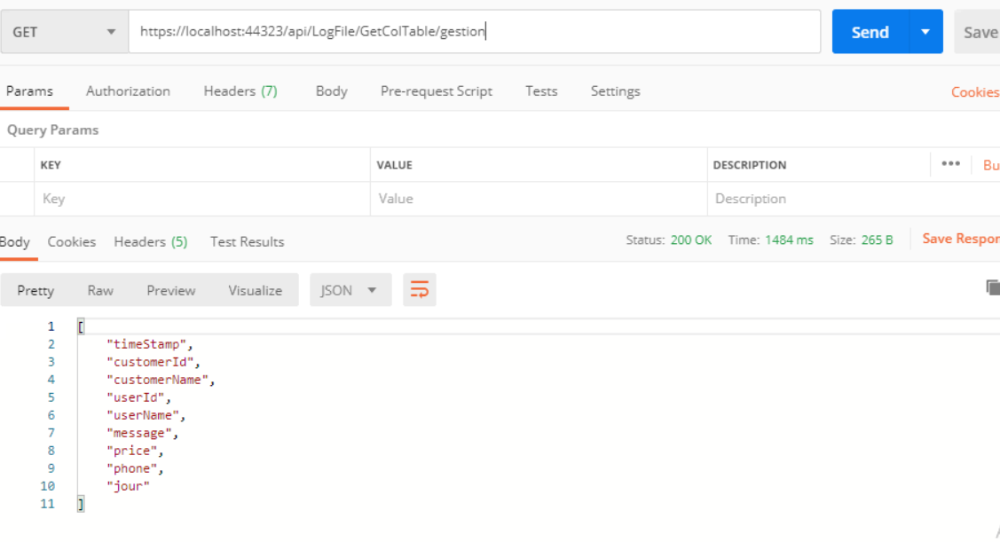 GET https://localhost:44323/api/LogFile/GetColTable/gestion Send Save
Params Authorization Headers (7) Body Pre-request Script Tests Settings Cookies
Query Params
KEY VALUE DESCRIPTION ••• Bu
Key Value Description
Body Cookies Headers (5) Test Results Status: 200 OK Time: 1484 ms Size: 265 B Save Respon
Pretty Raw Preview Visualize JSON
1 [
2 "timeStamp",
3 "customerId",
4 "customerName",
5 "userId",
6 "userName",
7 "message",
8 "price",
9 "phone",
10 "jour"
11 ]